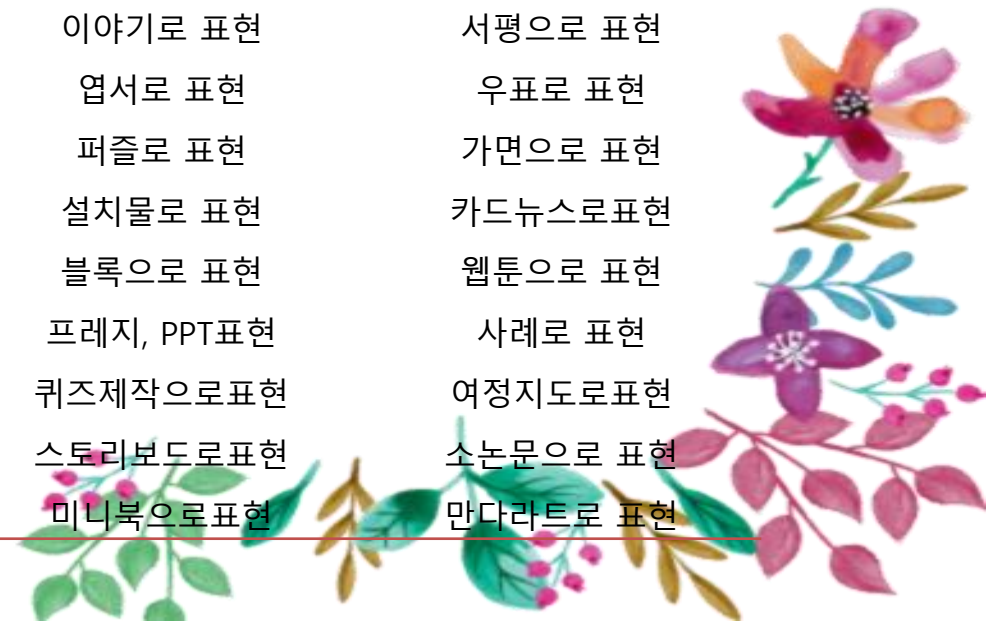 이야기로 표현
엽서로 표현
퍼즐로 표현
설치물로 표현
블록으로 표현
프레지, PPT표현
퀴즈제작으로표현
스토리보드로표현
미니북으로표현
서평으로 표현
우표로 표현
가면으로 표현
카드뉴스로표현
웹툰으로 표현
사례로 표현
여정지도로표현
소논문으로 표현
만다라트로 표현